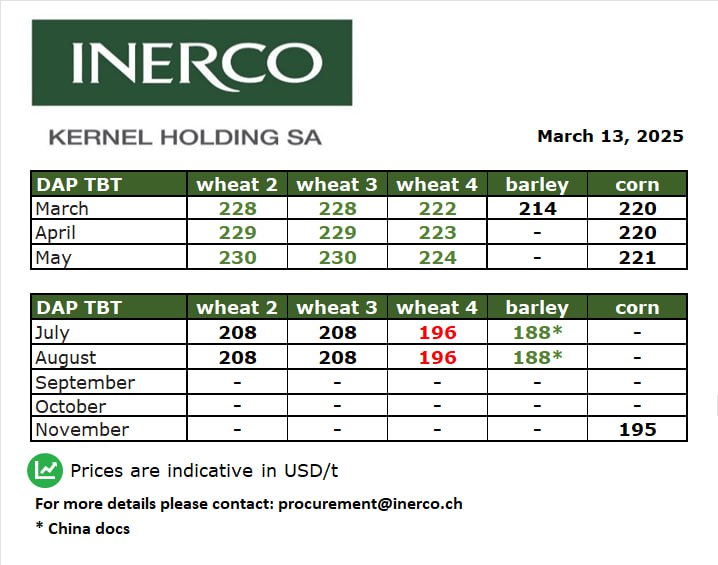 INERCO
KERNEL HOLDING SA
March 13, 2025
DAP TBT wheat 2 wheat 3 wheat 4 barley corn
March 228 228 222 214 220
April 229 229 223 - 220
May 230 230 224 - 221
DAP TBT wheat 2 wheat 3 wheat 4 barley corn
July 208 208 196 188* -
August 208 208 196 188* -
September - - - - -
October - - - - -
November - - - - 195
Prices are indicative in USD/t
For more details please contact: procurement@inerco.ch
* China docs